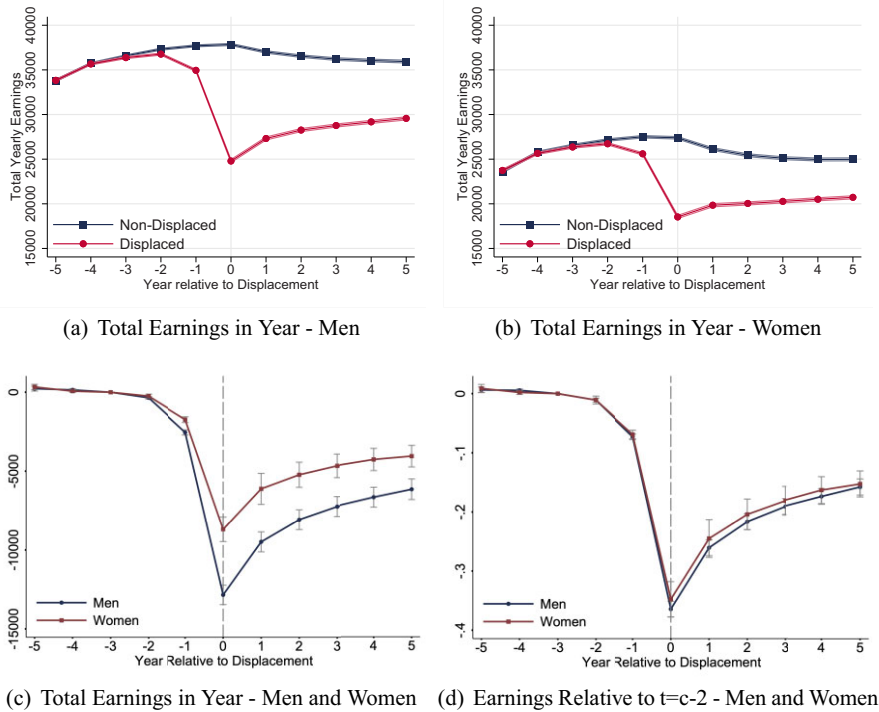 Total Yearly Earnings
40000
35000
30000
25000
20000
15000
Non-Displaced
Displaced
-5 -4 -3 -2 -1 0 1 2 3 4 5
Year relative to Displacement
(a) Total Earnings in Year - Men
Total Yearly Earnings
40000
35000
30000
25000
20000
15000
Non-Displaced
Displaced
-5 -4 -3 -2 -1 0 1 2 3 4 5
Year relative to Displacement
(b) Total Earnings in Year - Women
0
-5000
-10000
-15000
Men
Women
-5 -4 -3 -2 -1 0 1 2 3 4 5
Year Relative to Displacement
(c) Total Earnings in Year - Men and Women
0
-.1
-.2
-.3
-.4
Men
Women
-5 -4 -3 -2 -1 0 1 2 3 4 5
Year Relative to Displacement
(d) Earnings Relative to t=c-2 - Men and Women